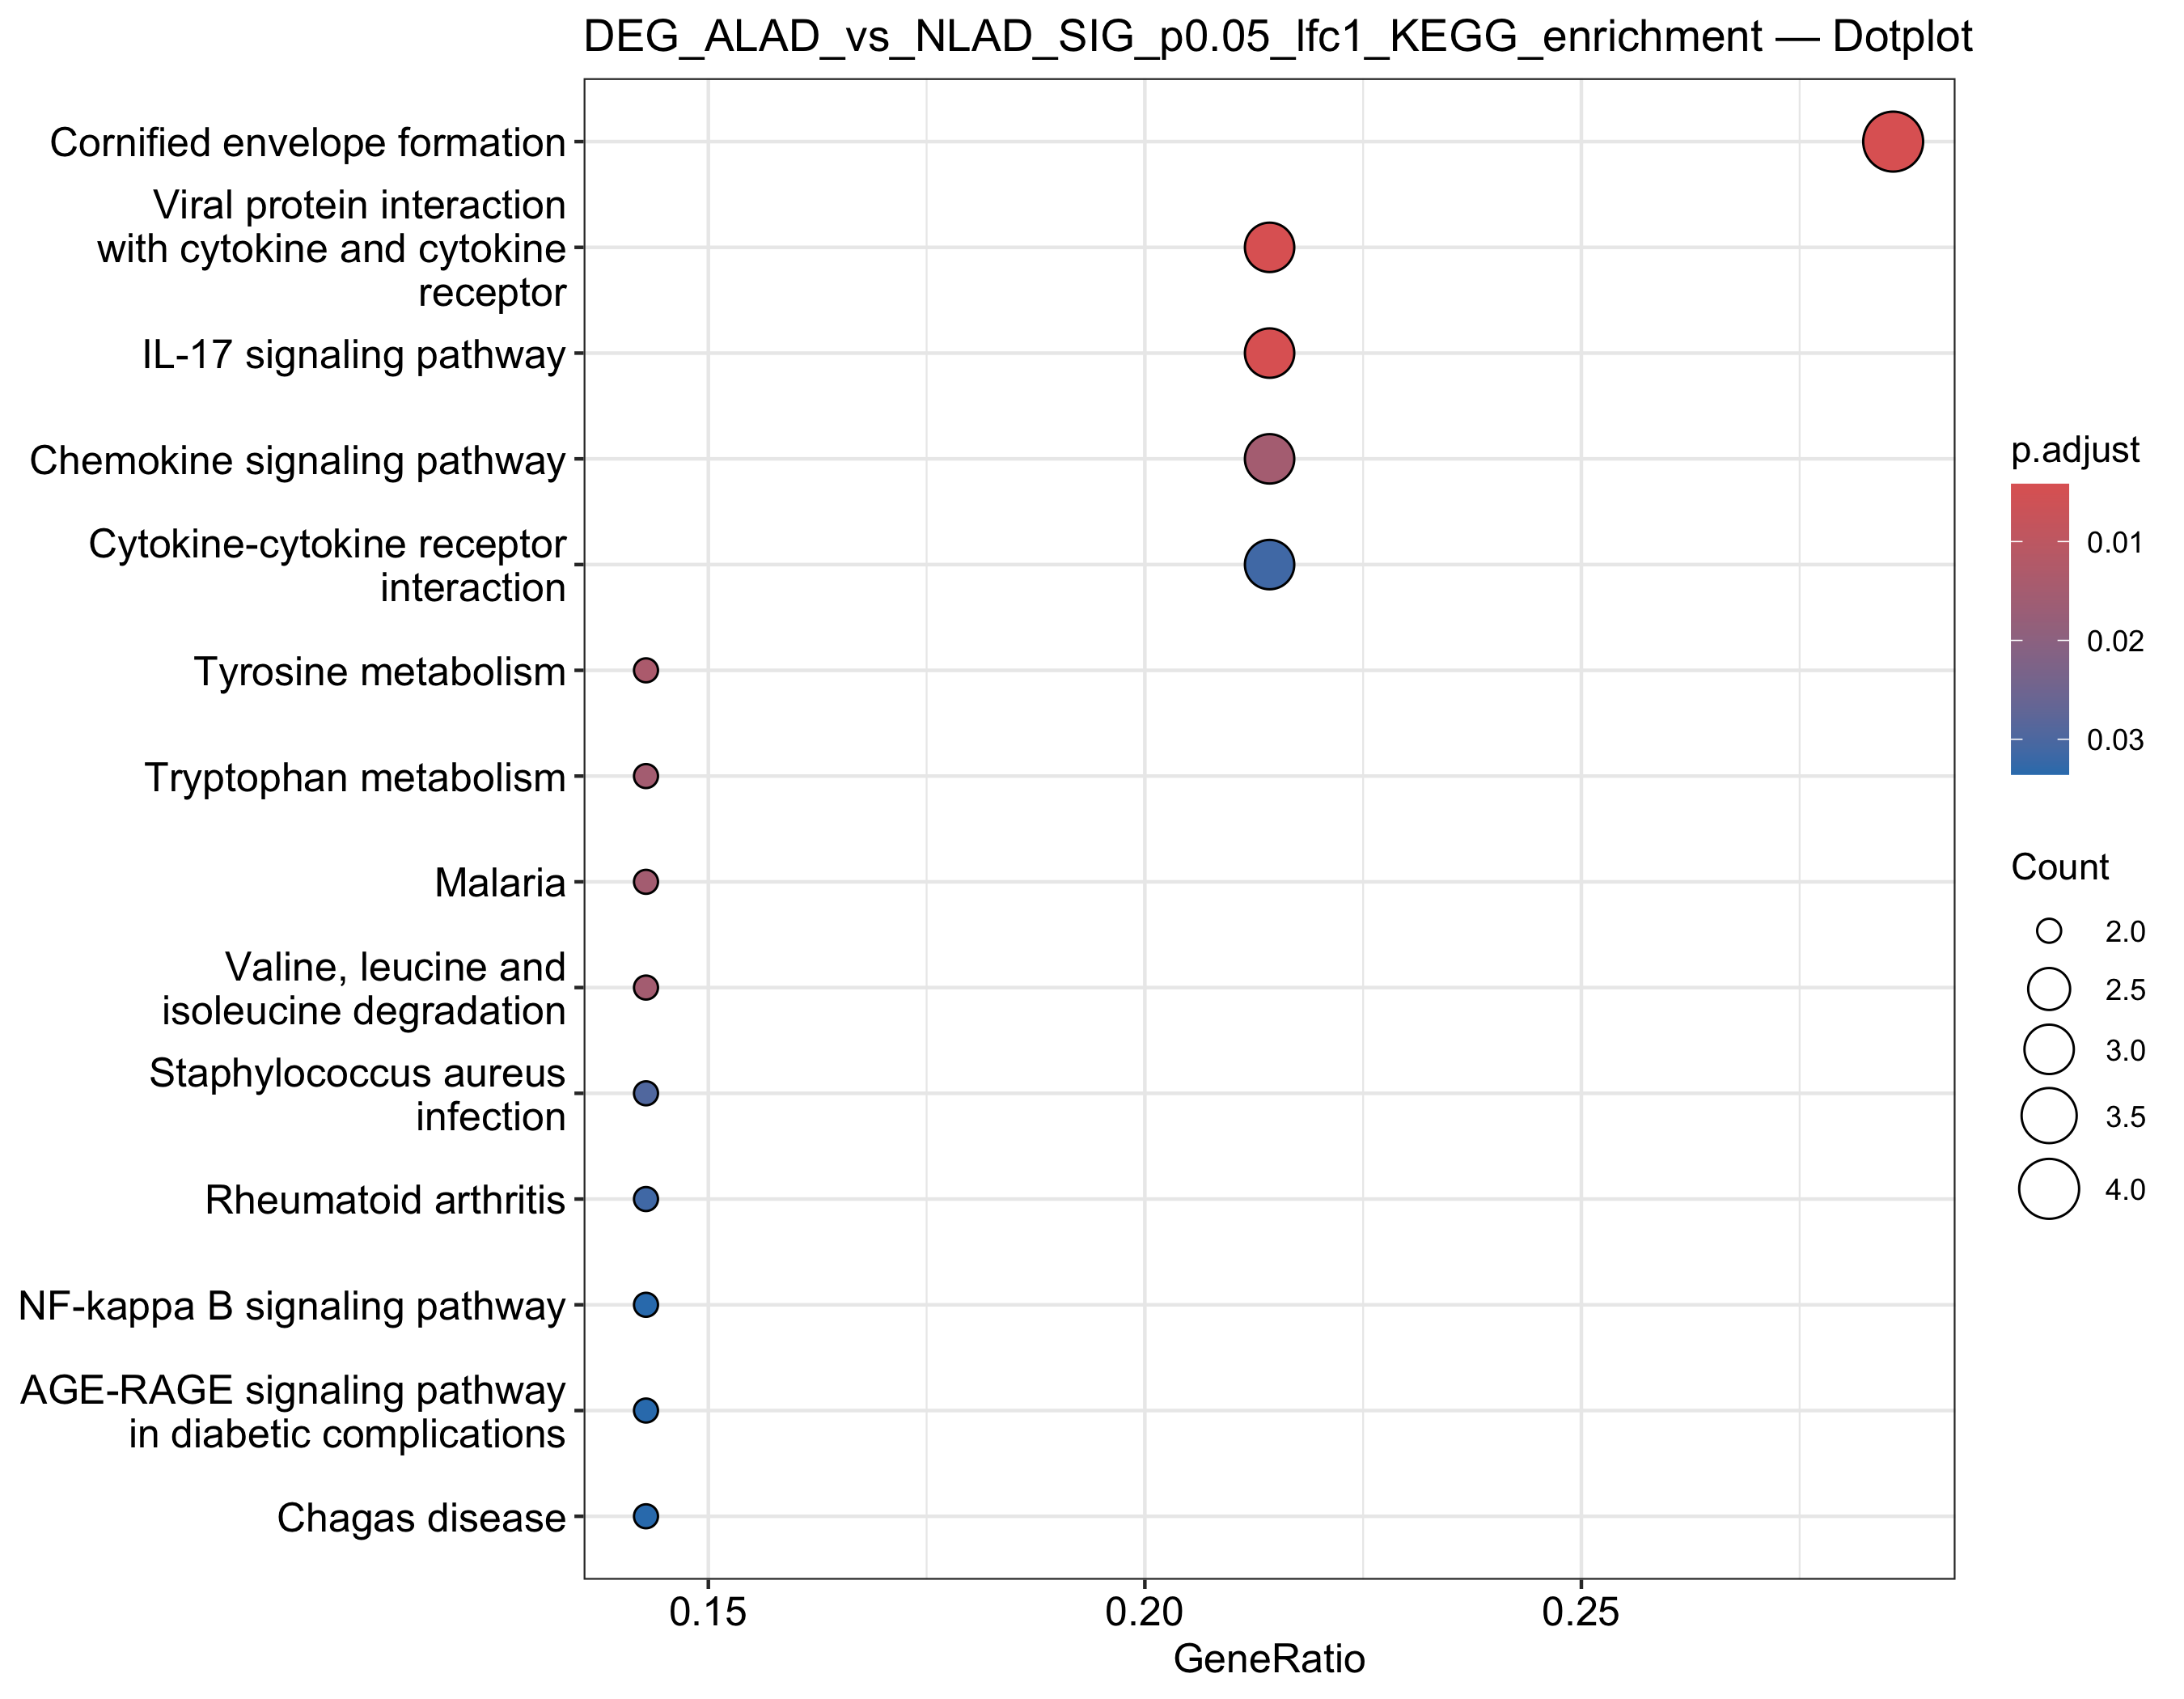 DEG_ALAD_vs_NLAD_SIG_p0.05_lfc1_KEGG_enrichment — Dotplot
Cornified envelope formation
Viral protein interaction
with cytokine and cytokine
receptor
IL-17 signaling pathway
Chemokine signaling pathway
Cytokine-cytokine receptor
interaction
Tyrosine metabolism
Tryptophan metabolism
Malaria
Valine, leucine and
isoleucine degradation
Staphylococcus aureus
infection
Rheumatoid arthritis
NF-kappa B signaling pathway
AGE-RAGE signaling pathway
in diabetic complications
Chagas disease
0.15
0.20
0.25
GeneRatio
p.adjust
0.01
0.02
0.03
Count
2.0
2.5
3.0
3.5
4.0